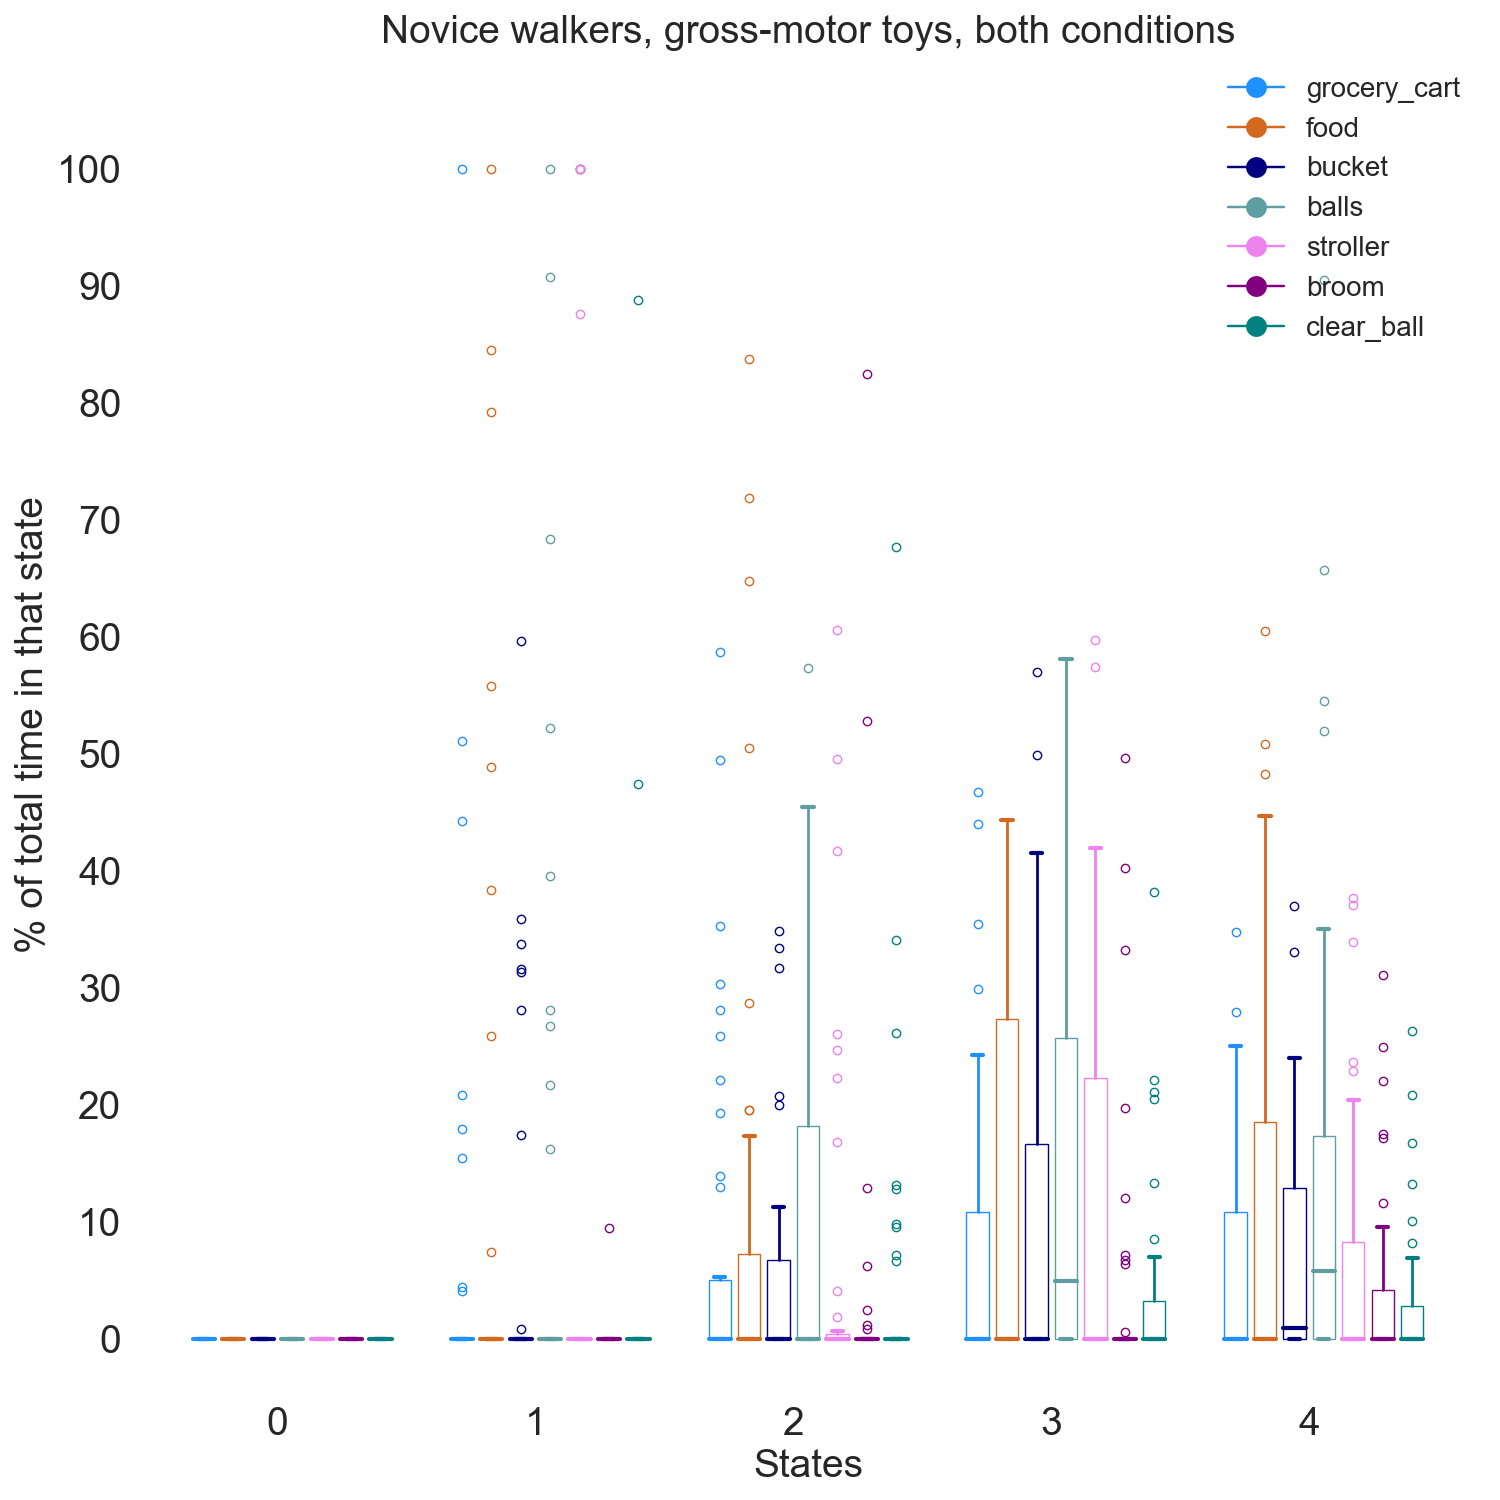 Novice walkers, gross-motor toys, both conditions
grocery_cart
food
bucket
balls
stroller
broom
clear_ball
% of total time in that state
100
90
80
70
60
50
40
30
20
10
0
0 1 2 3 4
States